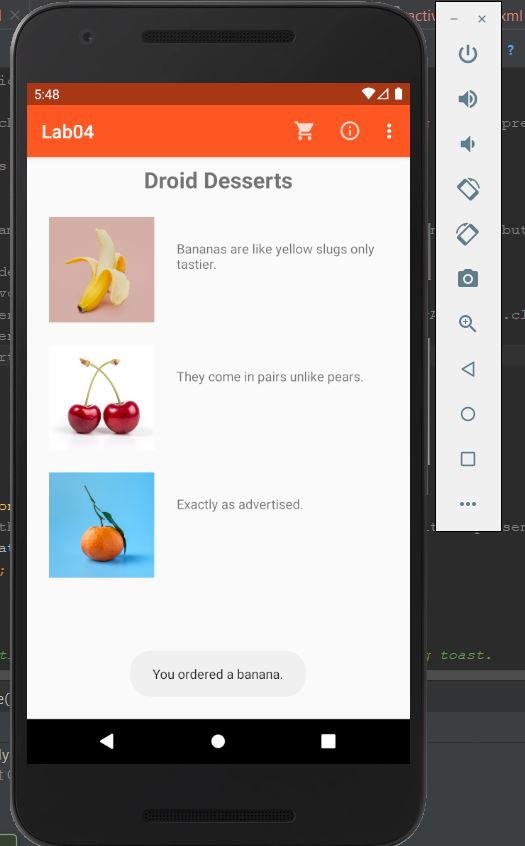 5:48
Lab04
Droid Desserts
Bananas are like yellow slugs only
tastier.
They come in pairs unlike pears.
Exactly as advertised.
You ordered a banana.
xml
?
toast.